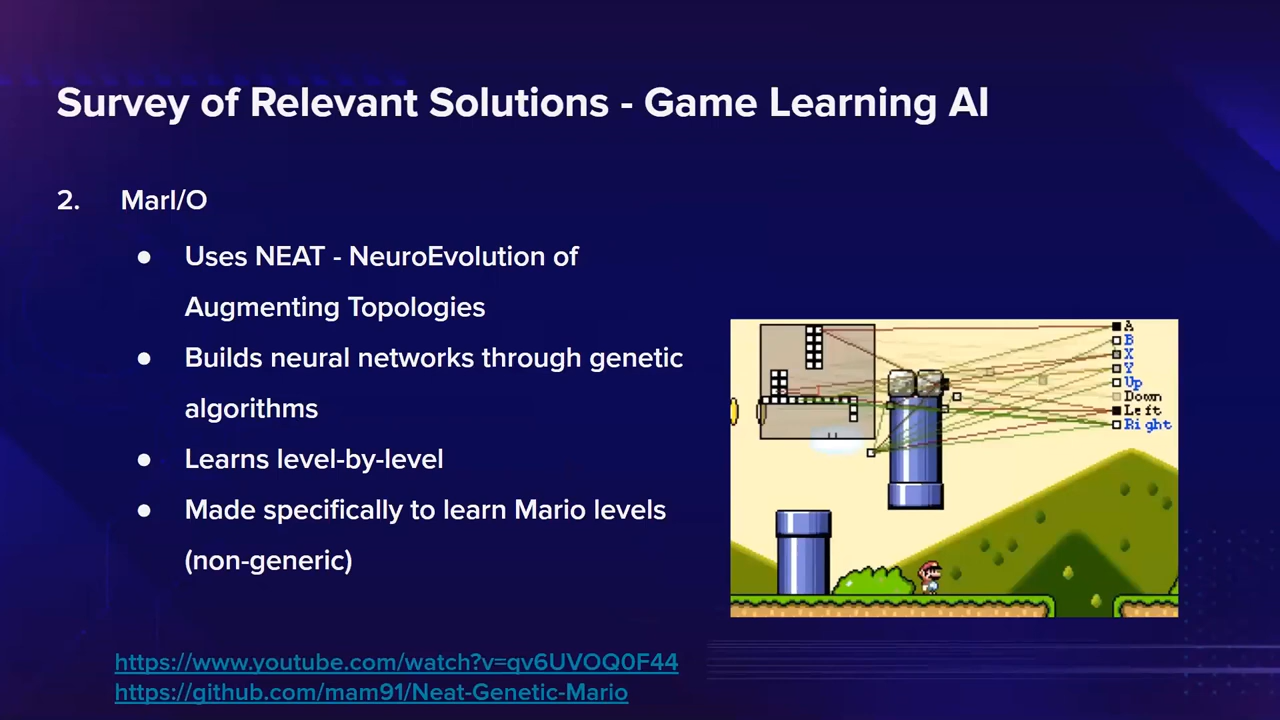 Survey of Relevant Solutions - Game Learning AI
2. MarI/O
● Uses NEAT - NeuroEvolution of
Augmenting Topologies
● Builds neural networks through genetic
algorithms
● Learns level-by-level
● Made specifically to learn Mario levels
(non-generic)
A
B
X
Y
Up
Down
Left
Right
https://www.youtube.com/watch?v=qv6UVOQ0F44
https://github.com/mam91/Neat-Genetic-Mario